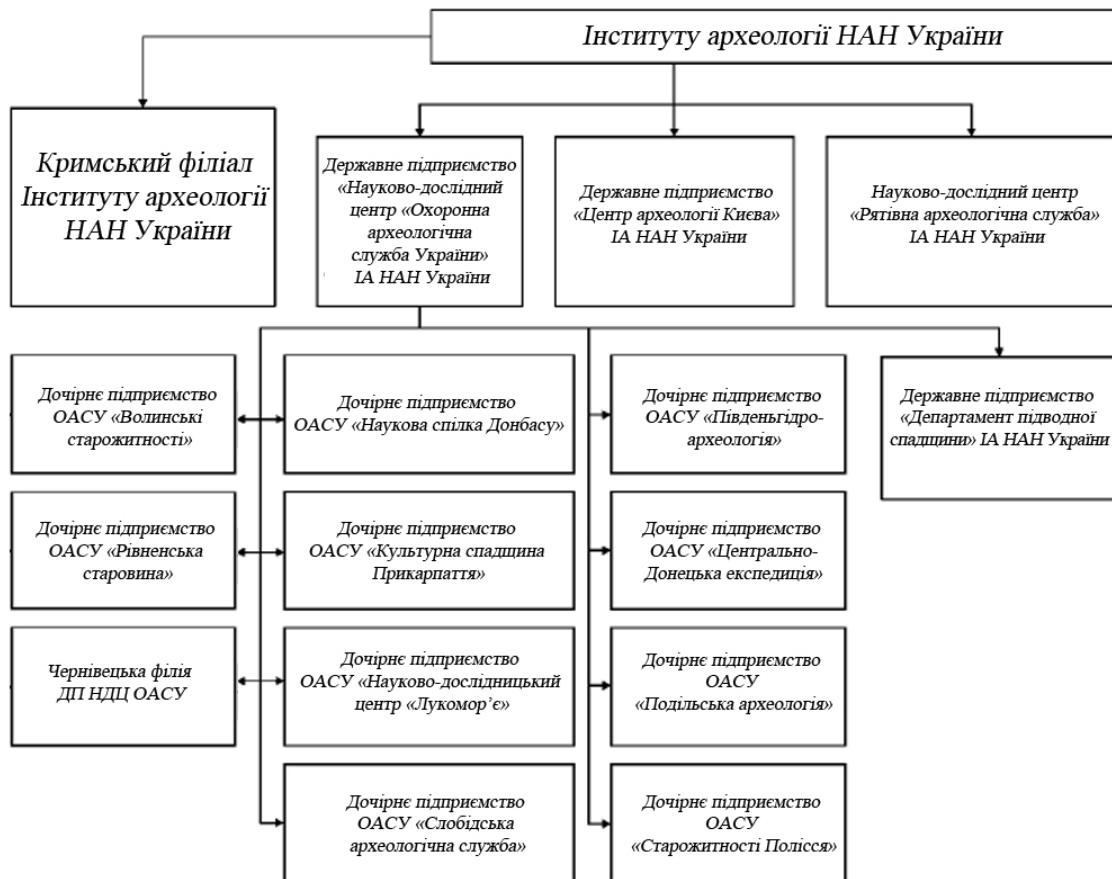 Інституту археології НАН України
Кримський філіал
Інституту археології
НАН України
Державне підприємство
«Науково-дослідний
центр «Охоронна
археологічна
служба України»
ІА НАН України
Державне підприємство
«Центр археології Києва»
ІА НАН України
Науково-дослідний центр
«Рятівна археологічна служба»
ІА НАН України
Дочірнє підприємство
ОАСУ «Волинські
старожитності»
Дочірнє підприємство
ОАСУ «Наукова спілка Донбасу»
Дочірнє підприємство
ОАСУ «Південьгідро-
археологія»
Державне підприємство
«Департамент підводної
спадщини» ІА НАН України
Дочірнє підприємство
ОАСУ «Рівненська
старовина»
Дочірнє підприємство
ОАСУ «Культурна спадщина
Прикарпаття»
Дочірнє підприємство
ОАСУ «Центрально-
Донецька експедиція»
Чернівецька філія
ДП НДЦ ОАСУ
Дочірнє підприємство
ОАСУ «Науково-дослідницький
центр «Лукомор’є»
Дочірнє підприємство
ОАСУ
«Подільська археологія»
Дочірнє підприємство
ОАСУ «Слобідська
археологічна служба»
Дочірнє підприємство
ОАСУ
«Старожитності Полісся»